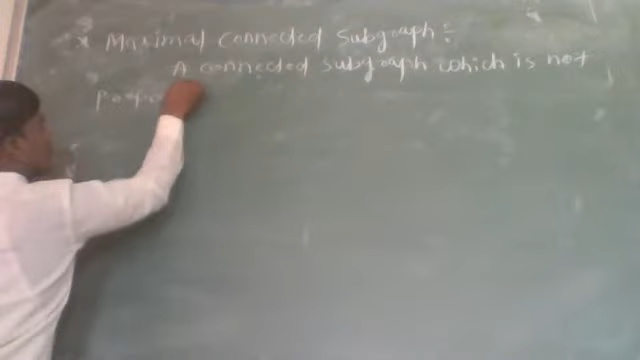 * Maximal connected subgraph :-
A connected subgraph which is not